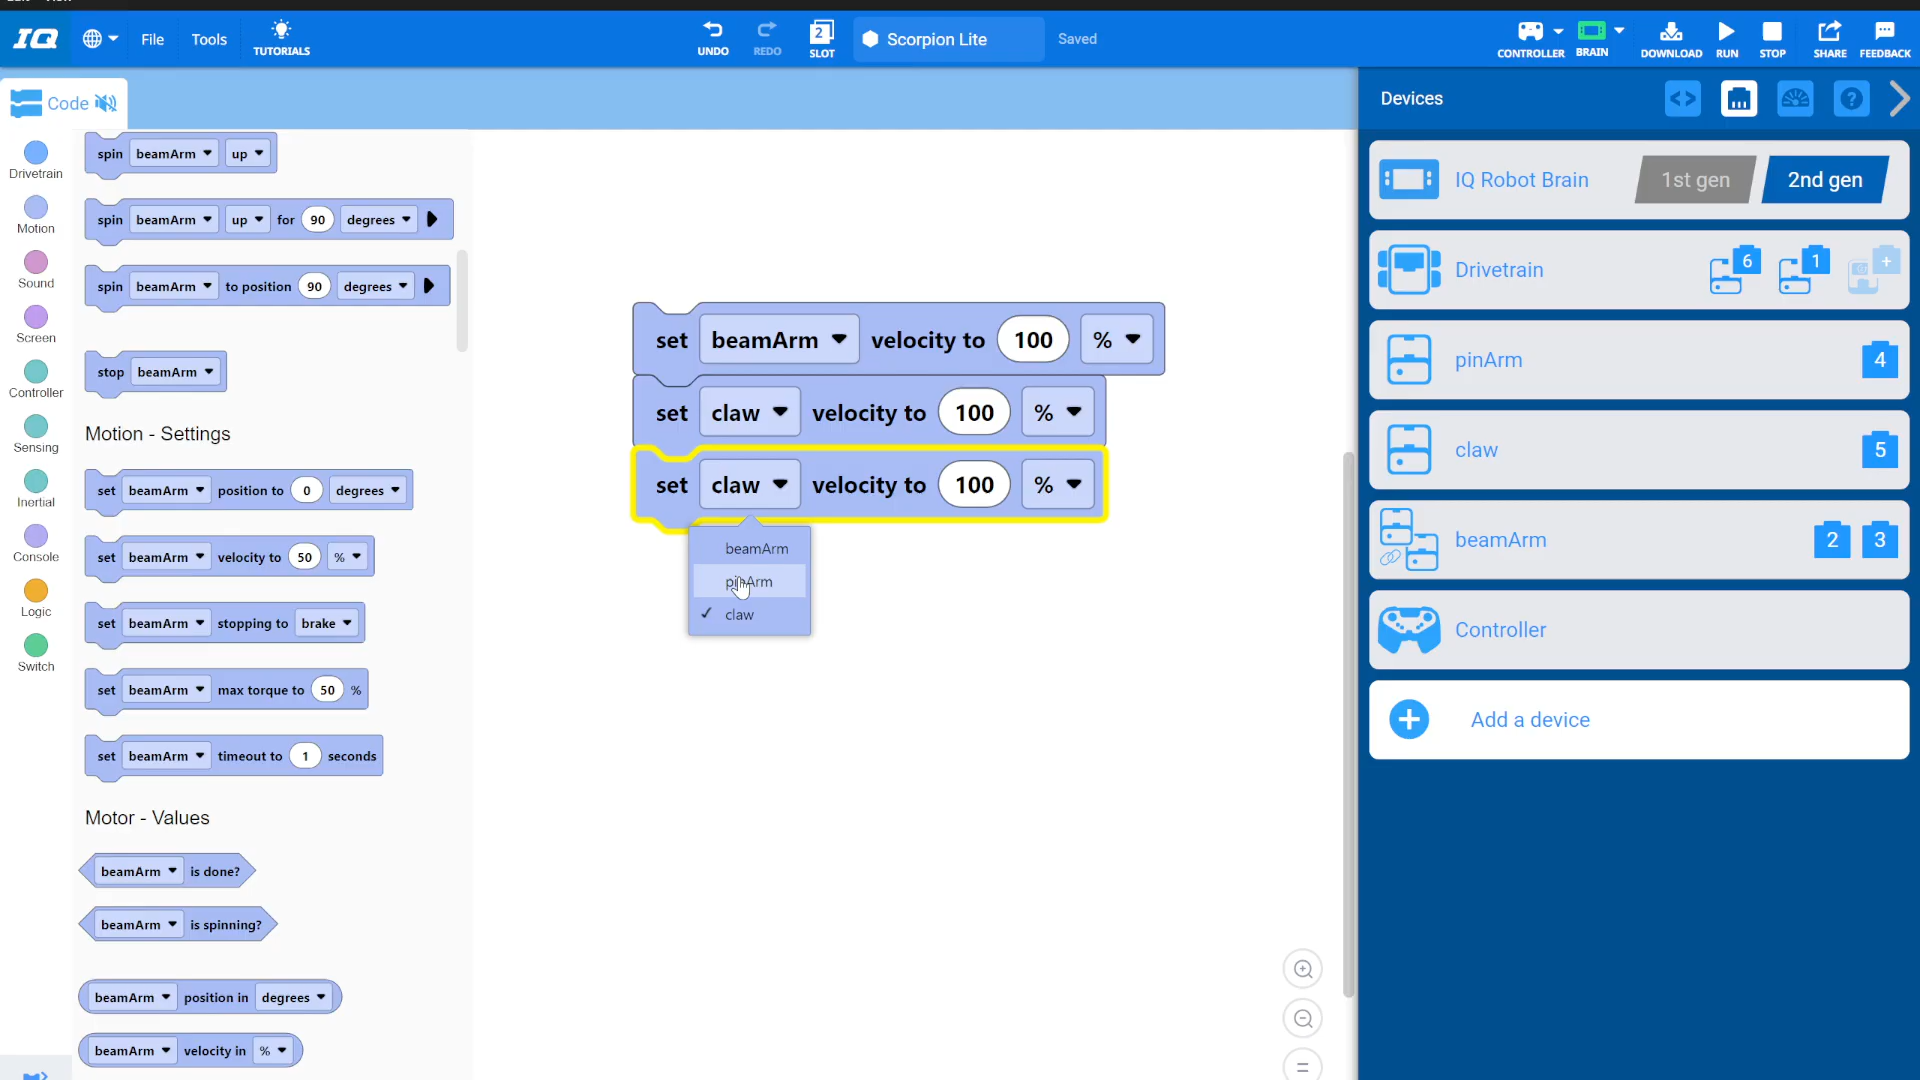 IQ File Tools TUTORIALS UNDO REDO 2 SLOT Scorpion Lite Saved CONTROLLER BRAIN DOWNLOAD RUN STOP SHARE FEEDBACK
Code
Devices
Drivetrain
Motion
Sound
Screen
Controller
Sensing
Inertial
Console
Logic
Switch
spin beamArm up
spin beamArm up for 90 degrees
spin beamArm to position 90 degrees
stop beamArm
Motion - Settings
set beamArm position to 0 degrees
set beamArm velocity to 50 %
set beamArm stopping to brake
set beamArm max torque to 50 %
set beamArm timeout to 1 seconds
Motor - Values
beamArm is done?
beamArm is spinning?
beamArm position in degrees
beamArm velocity in %
set beamArm velocity to 100 %
set claw velocity to 100 %
set claw velocity to 100 %
beamArm
pinArm
claw
IQ Robot Brain 1st gen 2nd gen
Drivetrain 6 1
pinArm 4
claw 5
beamArm 2 3
Controller
Add a device